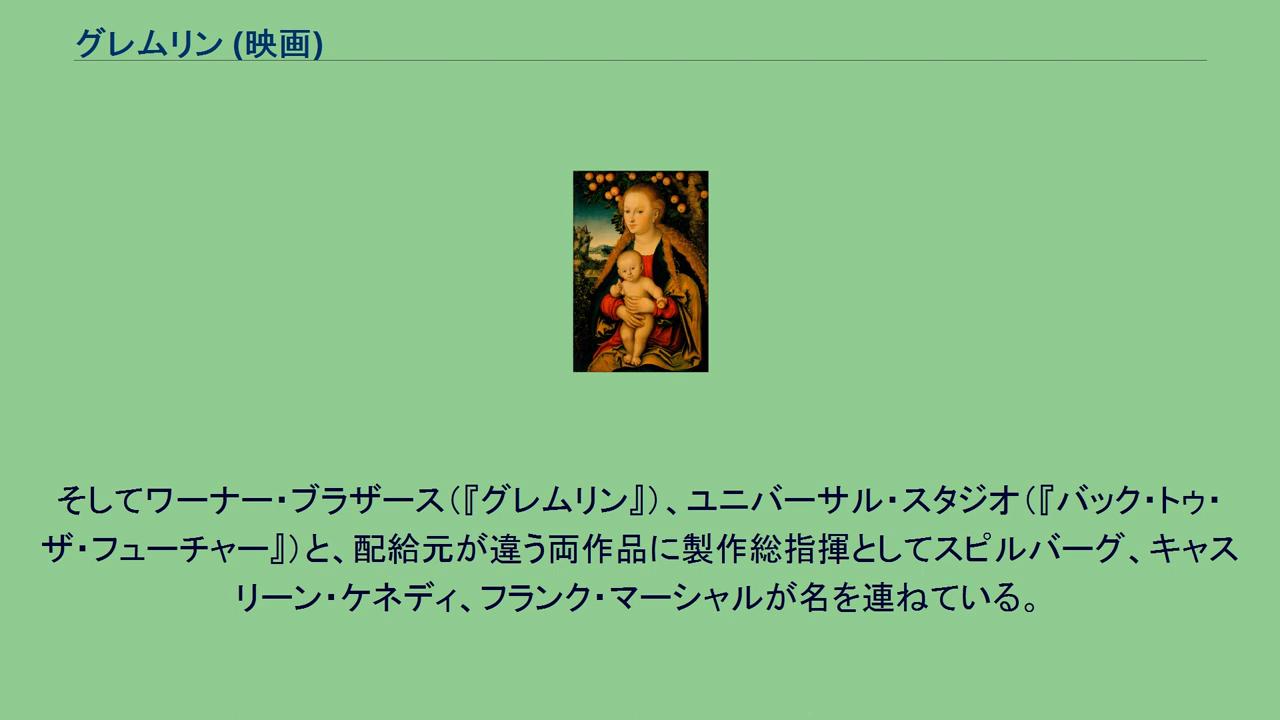 グレムリン (映画)
そしてワーナー・ブラザース（『グレムリン』）、ユニバーサル・スタジオ（『バック・トゥ・
ザ・フューチャー』）と、配給元が違う両作品に製作総指揮としてスピルバーグ、キャス
リーン・ケネディ、フランク・マーシャルが名を連ねている。